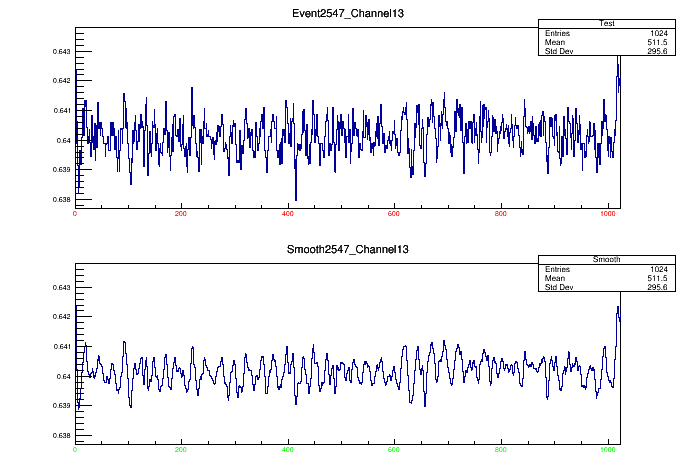 Event2547_Channel13
Test
Entries 1024
Mean 511.5
Std Dev 295.6
0.643
0.642
0.641
0.64
0.639
0.638
0 200 400 600 800 1000
Smooth2547_Channel13
Smooth
Entries 1024
Mean 511.5
Std Dev 295.6
0.643
0.642
0.641
0.64
0.639
0.638
0 200 400 600 800 1000